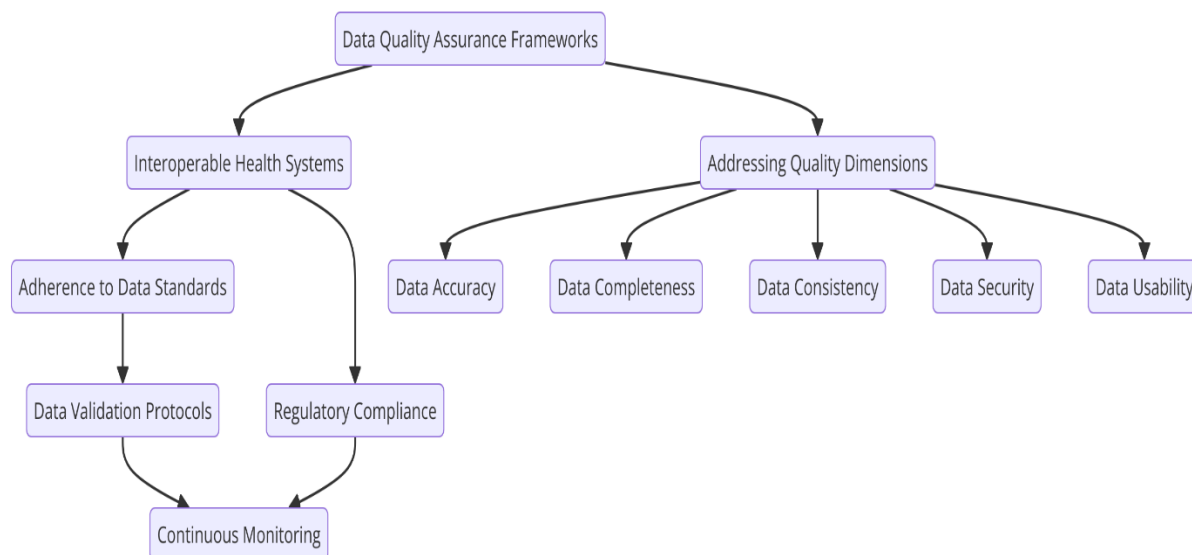 Data Quality Assurance Frameworks
Interoperable Health Systems
Addressing Quality Dimensions
Adherence to Data Standards
Data Accuracy
Data Completeness
Data Consistency
Data Security
Data Usability
Data Validation Protocols
Regulatory Compliance
Continuous Monitoring